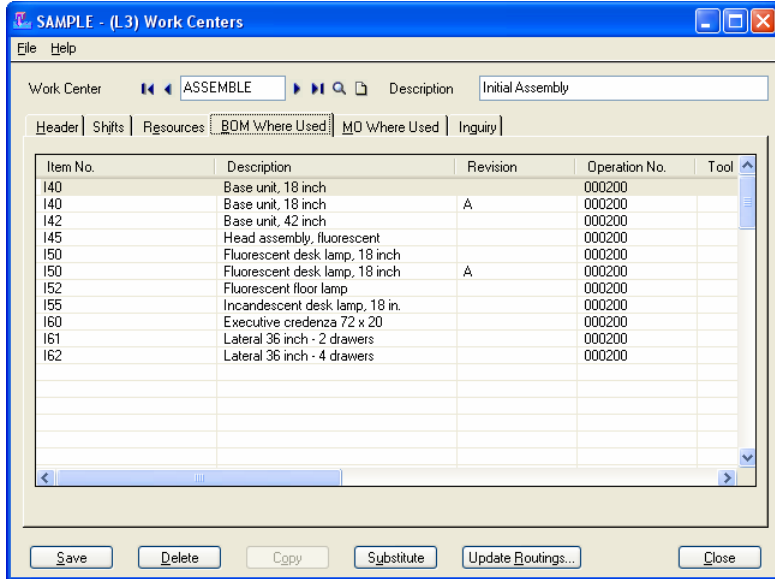 SAMPLE - (L3) Work Centers
File Help
Work Center ASSEMBLE Description Initial Assembly
Header Shifts Resources BOM Where Used MO Where Used Inquiry
Item No. Description Revision Operation No. Tool
I40 Base unit, 18 inch 000200
I40 Base unit, 18 inch A 000200
I42 Base unit, 42 inch 000200
I45 Head assembly, fluorescent 000200
I50 Fluorescent desk lamp, 18 inch 000200
I50 Fluorescent desk lamp, 18 inch A 000200
I52 Fluorescent floor lamp 000200
I55 Incandescent desk lamp, 18 in. 000200
I60 Executive credenza 72 x 20 000200
I61 Lateral 36 inch - 2 drawers 000200
I62 Lateral 36 inch - 4 drawers 000200
Save Delete Copy Substitute Update Routings... Close